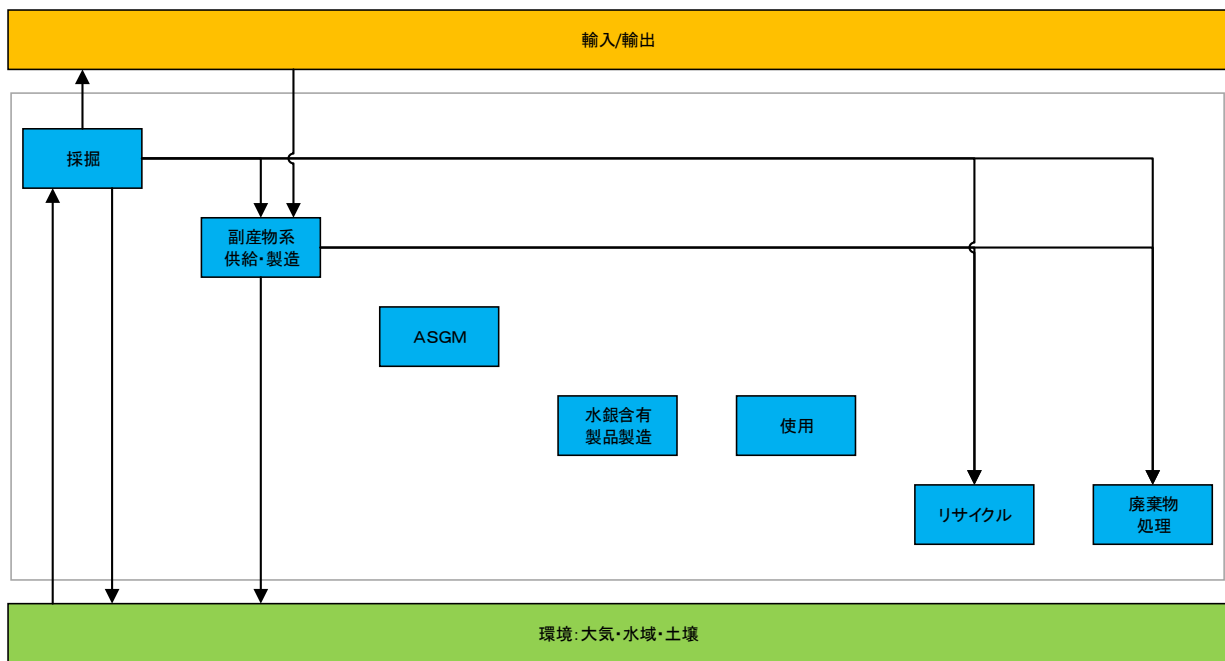 輸入/輸出
採掘
副産物系
供給・製造
ASGM
水銀含有
製品製造
使用
リサイクル
廃棄物
処理
環境:大気・水域・土壌